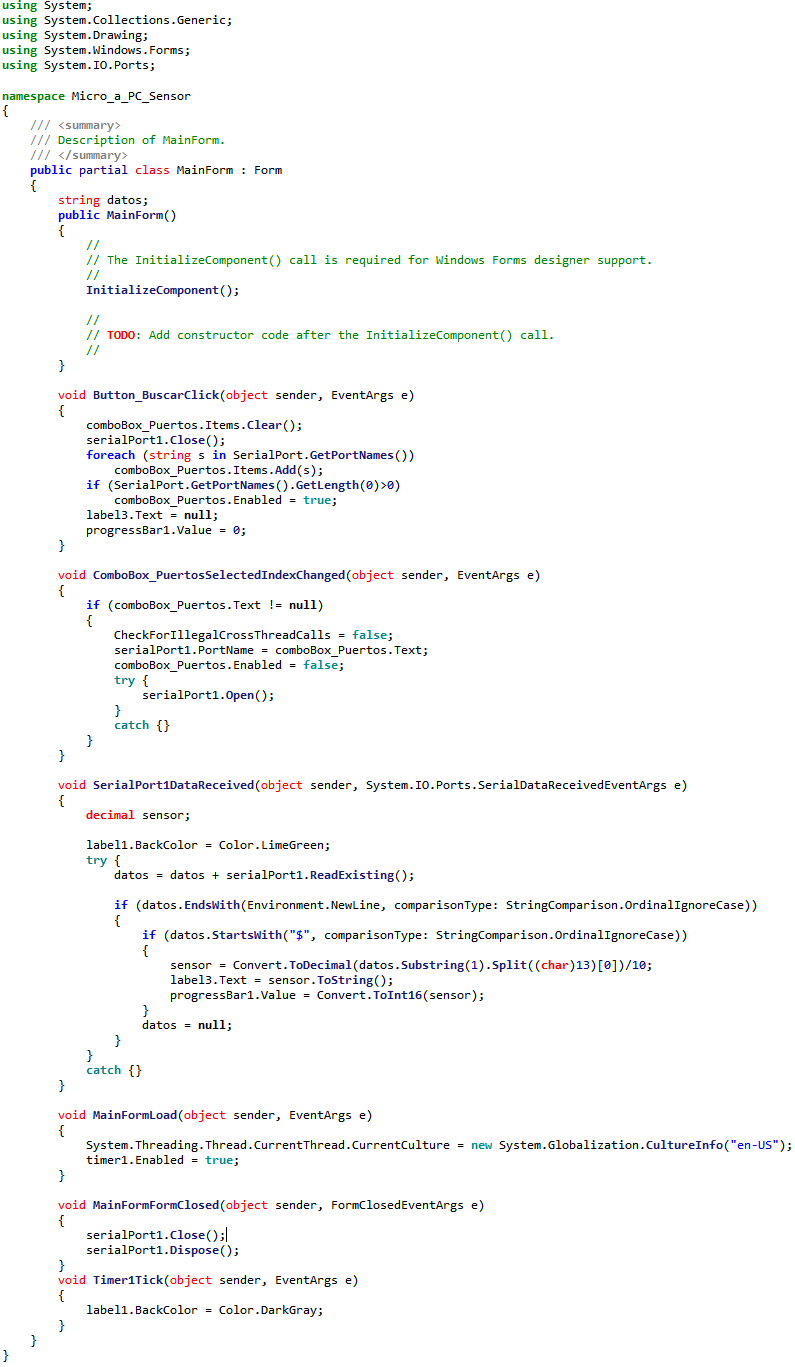 using System;
using System.Collections.Generic;
using System.Drawing;
using System.Windows.Forms;
using System.IO.Ports;

namespace Micro_a_PC_Sensor
{
    /// <summary>
    /// Description of MainForm.
    /// </summary>
    public partial class MainForm : Form
    {
        string datos;
        public MainForm()
        {
            //
            // The InitializeComponent() call is required for Windows Forms designer support.
            //
            InitializeComponent();

            //
            // TODO: Add constructor code after the InitializeComponent() call.
            //
        }

        void Button_BuscarClick(object sender, EventArgs e)
        {
            comboBox_Puertos.Items.Clear();
            serialPort1.Close();
            foreach (string s in SerialPort.GetPortNames())
                comboBox_Puertos.Items.Add(s);
            if (SerialPort.GetPortNames().GetLength(0)>0)
                comboBox_Puertos.Enabled = true;
            label3.Text = null;
            progressBar1.Value = 0;
        }

        void ComboBox_PuertosSelectedIndexChanged(object sender, EventArgs e)
        {
            if (comboBox_Puertos.Text != null)
            {
                CheckForIllegalCrossThreadCalls = false;
                serialPort1.PortName = comboBox_Puertos.Text;
                comboBox_Puertos.Enabled = false;
                try {
                    serialPort1.Open();
                }
                catch {}
            }
        }

        void SerialPort1DataReceived(object sender, System.IO.Ports.SerialDataReceivedEventArgs e)
        {
            decimal sensor;

            label1.BackColor = Color.LimeGreen;
            try {
                datos = datos + serialPort1.ReadExisting();

                if (datos.EndsWith(Environment.NewLine, comparisonType: StringComparison.OrdinalIgnoreCase))
                {
                    if (datos.StartsWith("$", comparisonType: StringComparison.OrdinalIgnoreCase))
                    {
                        sensor = Convert.ToDecimal(datos.Substring(1).Split((char)13)[0])/10;
                        label3.Text = sensor.ToString();
                        progressBar1.Value = Convert.ToInt16(sensor);
                    }
                    datos = null;
                }
            }
            catch {}
        }

        void MainFormLoad(object sender, EventArgs e)
        {
            System.Threading.Thread.CurrentThread.CurrentCulture = new System.Globalization.CultureInfo("en-US");
            timer1.Enabled = true;
        }

        void MainFormFormClosed(object sender, FormClosedEventArgs e)
        {
            serialPort1.Close();
            serialPort1.Dispose();
        }
        void Timer1Tick(object sender, EventArgs e)
        {
            label1.BackColor = Color.DarkGray;
        }
    }
}